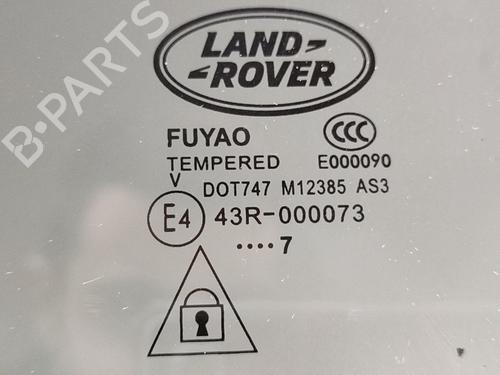 LAND
ROVER
FUYAO
CCC
TEMPERED E000090
V
DOT747 M12385 AS3
E4 43R-000073
....7
B-PARTS